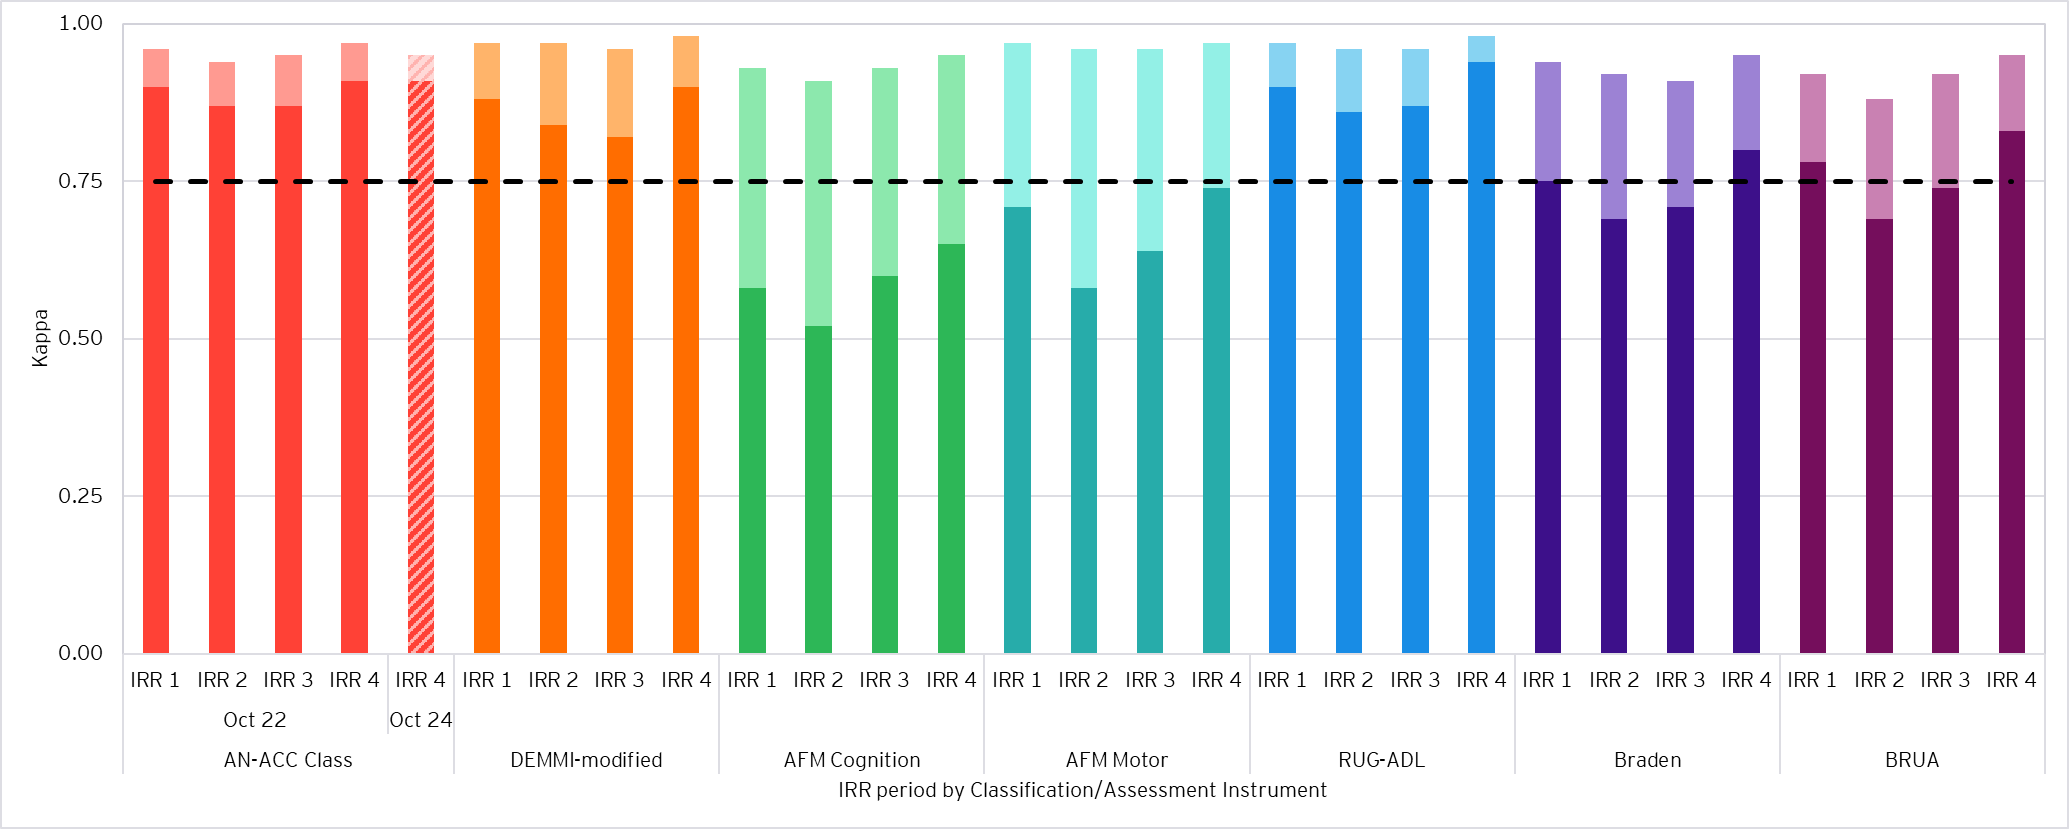 1.00
0.75
0.50
0.25
0.00
Kappa
IRR 1 IRR 2 IRR 3 IRR 4 IRR 4 IRR 1 IRR 2 IRR 3 IRR 4 IRR 1 IRR 2 IRR 3 IRR 4 IRR 1 IRR 2 IRR 3 IRR 4 IRR 1 IRR 2 IRR 3 IRR 4 IRR 1 IRR 2 IRR 3 IRR 4 IRR 1 IRR 2 IRR 3 IRR 4
Oct 22 Oct 24
AN-ACC Class DEMMI-modified AFM Cognition AFM Motor RUG-ADL Braden BRUA
IRR period by Classification/Assessment Instrument